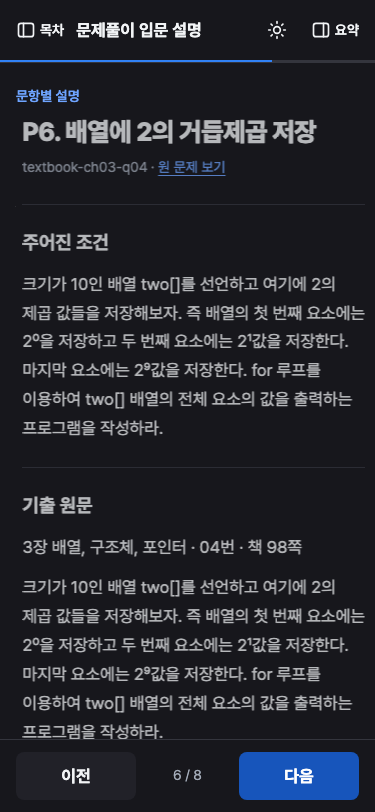 목차 문제풀이 입문 설명 요약
문항별 설명
P6. 배열에 2의 거듭제곱 저장
textbook-ch03-q04 · 원 문제 보기
주어진 조건
크기가 10인 배열 two[]를 선언하고 여기에 2의
제곱 값들을 저장해보자. 즉 배열의 첫 번째 요소에는
2⁰을 저장하고 두 번째 요소에는 2¹값을 저장한다.
마지막 요소에는 2⁹값을 저장한다. for 루프를
이용하여 two[] 배열의 전체 요소의 값을 출력하는
프로그램을 작성하라.
기출 원문
3장 배열, 구조체, 포인터 · 04번 · 책 98쪽
크기가 10인 배열 two[]를 선언하고 여기에 2의
제곱 값들을 저장해보자. 즉 배열의 첫 번째 요소에는
2⁰을 저장하고 두 번째 요소에는 2¹값을 저장한다.
마지막 요소에는 2⁹값을 저장한다. for 루프를
이용하여 two[] 배열의 전체 요소의 값을 출력하는
프로그램을 작성하라.
이전 6 / 8 다음